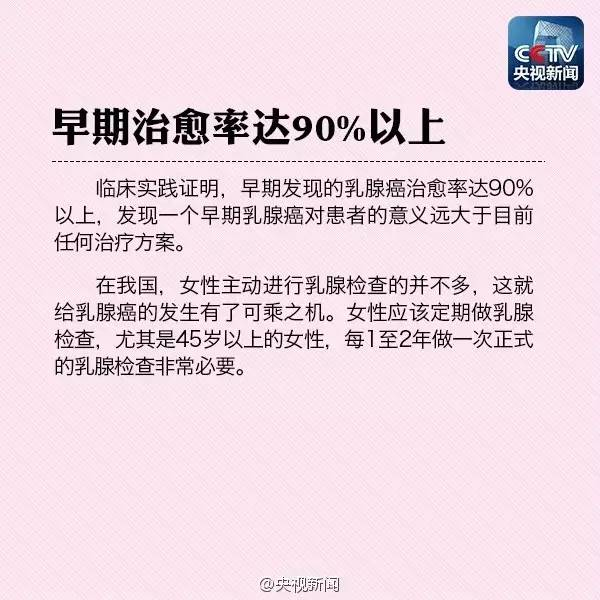 CCTV
央视新闻
早期治愈率达90%以上
临床实践证明，早期发现的乳腺癌治愈率达90%
以上，发现一个早期乳腺癌对患者的意义远大于目前
任何治疗方案。
在我国，女性主动进行乳腺检查的并不多，这就
给乳腺癌的发生有了可乘之机。女性应该定期做乳腺
检查，尤其是45岁以上的女性，每1至2年做一次正式
的乳腺检查非常必要。
@央视新闻